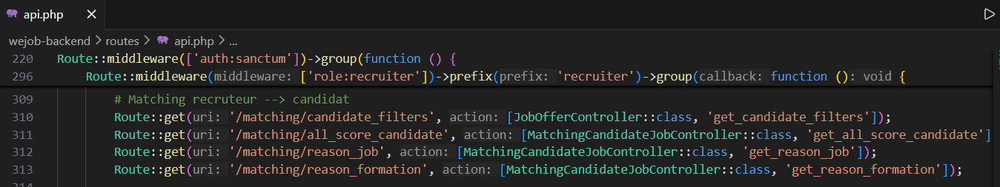 api.php
wejob-backend > routes > api.php > ...
220 Route::middleware(['auth:sanctum'])->group(function () {
296 Route::middleware(middleware: ['role:recruiter'])->prefix(prefix: 'recruiter')->group(callback: function (): void {
309 # Matching recruteur --> candidat
310 Route::get(uri: '/matching/candidate_filters', action: [JobOfferController::class, 'get_candidate_filters']);
311 Route::get(uri: '/matching/all_score_candidate', action: [MatchingCandidateJobController::class, 'get_all_score_candidate']
312 Route::get(uri: '/matching/reason_job', action: [MatchingCandidateJobController::class, 'get_reason_job']);
313 Route::get(uri: '/matching/reason_formation', action: [MatchingCandidateJobController::class, 'get_reason_formation']);